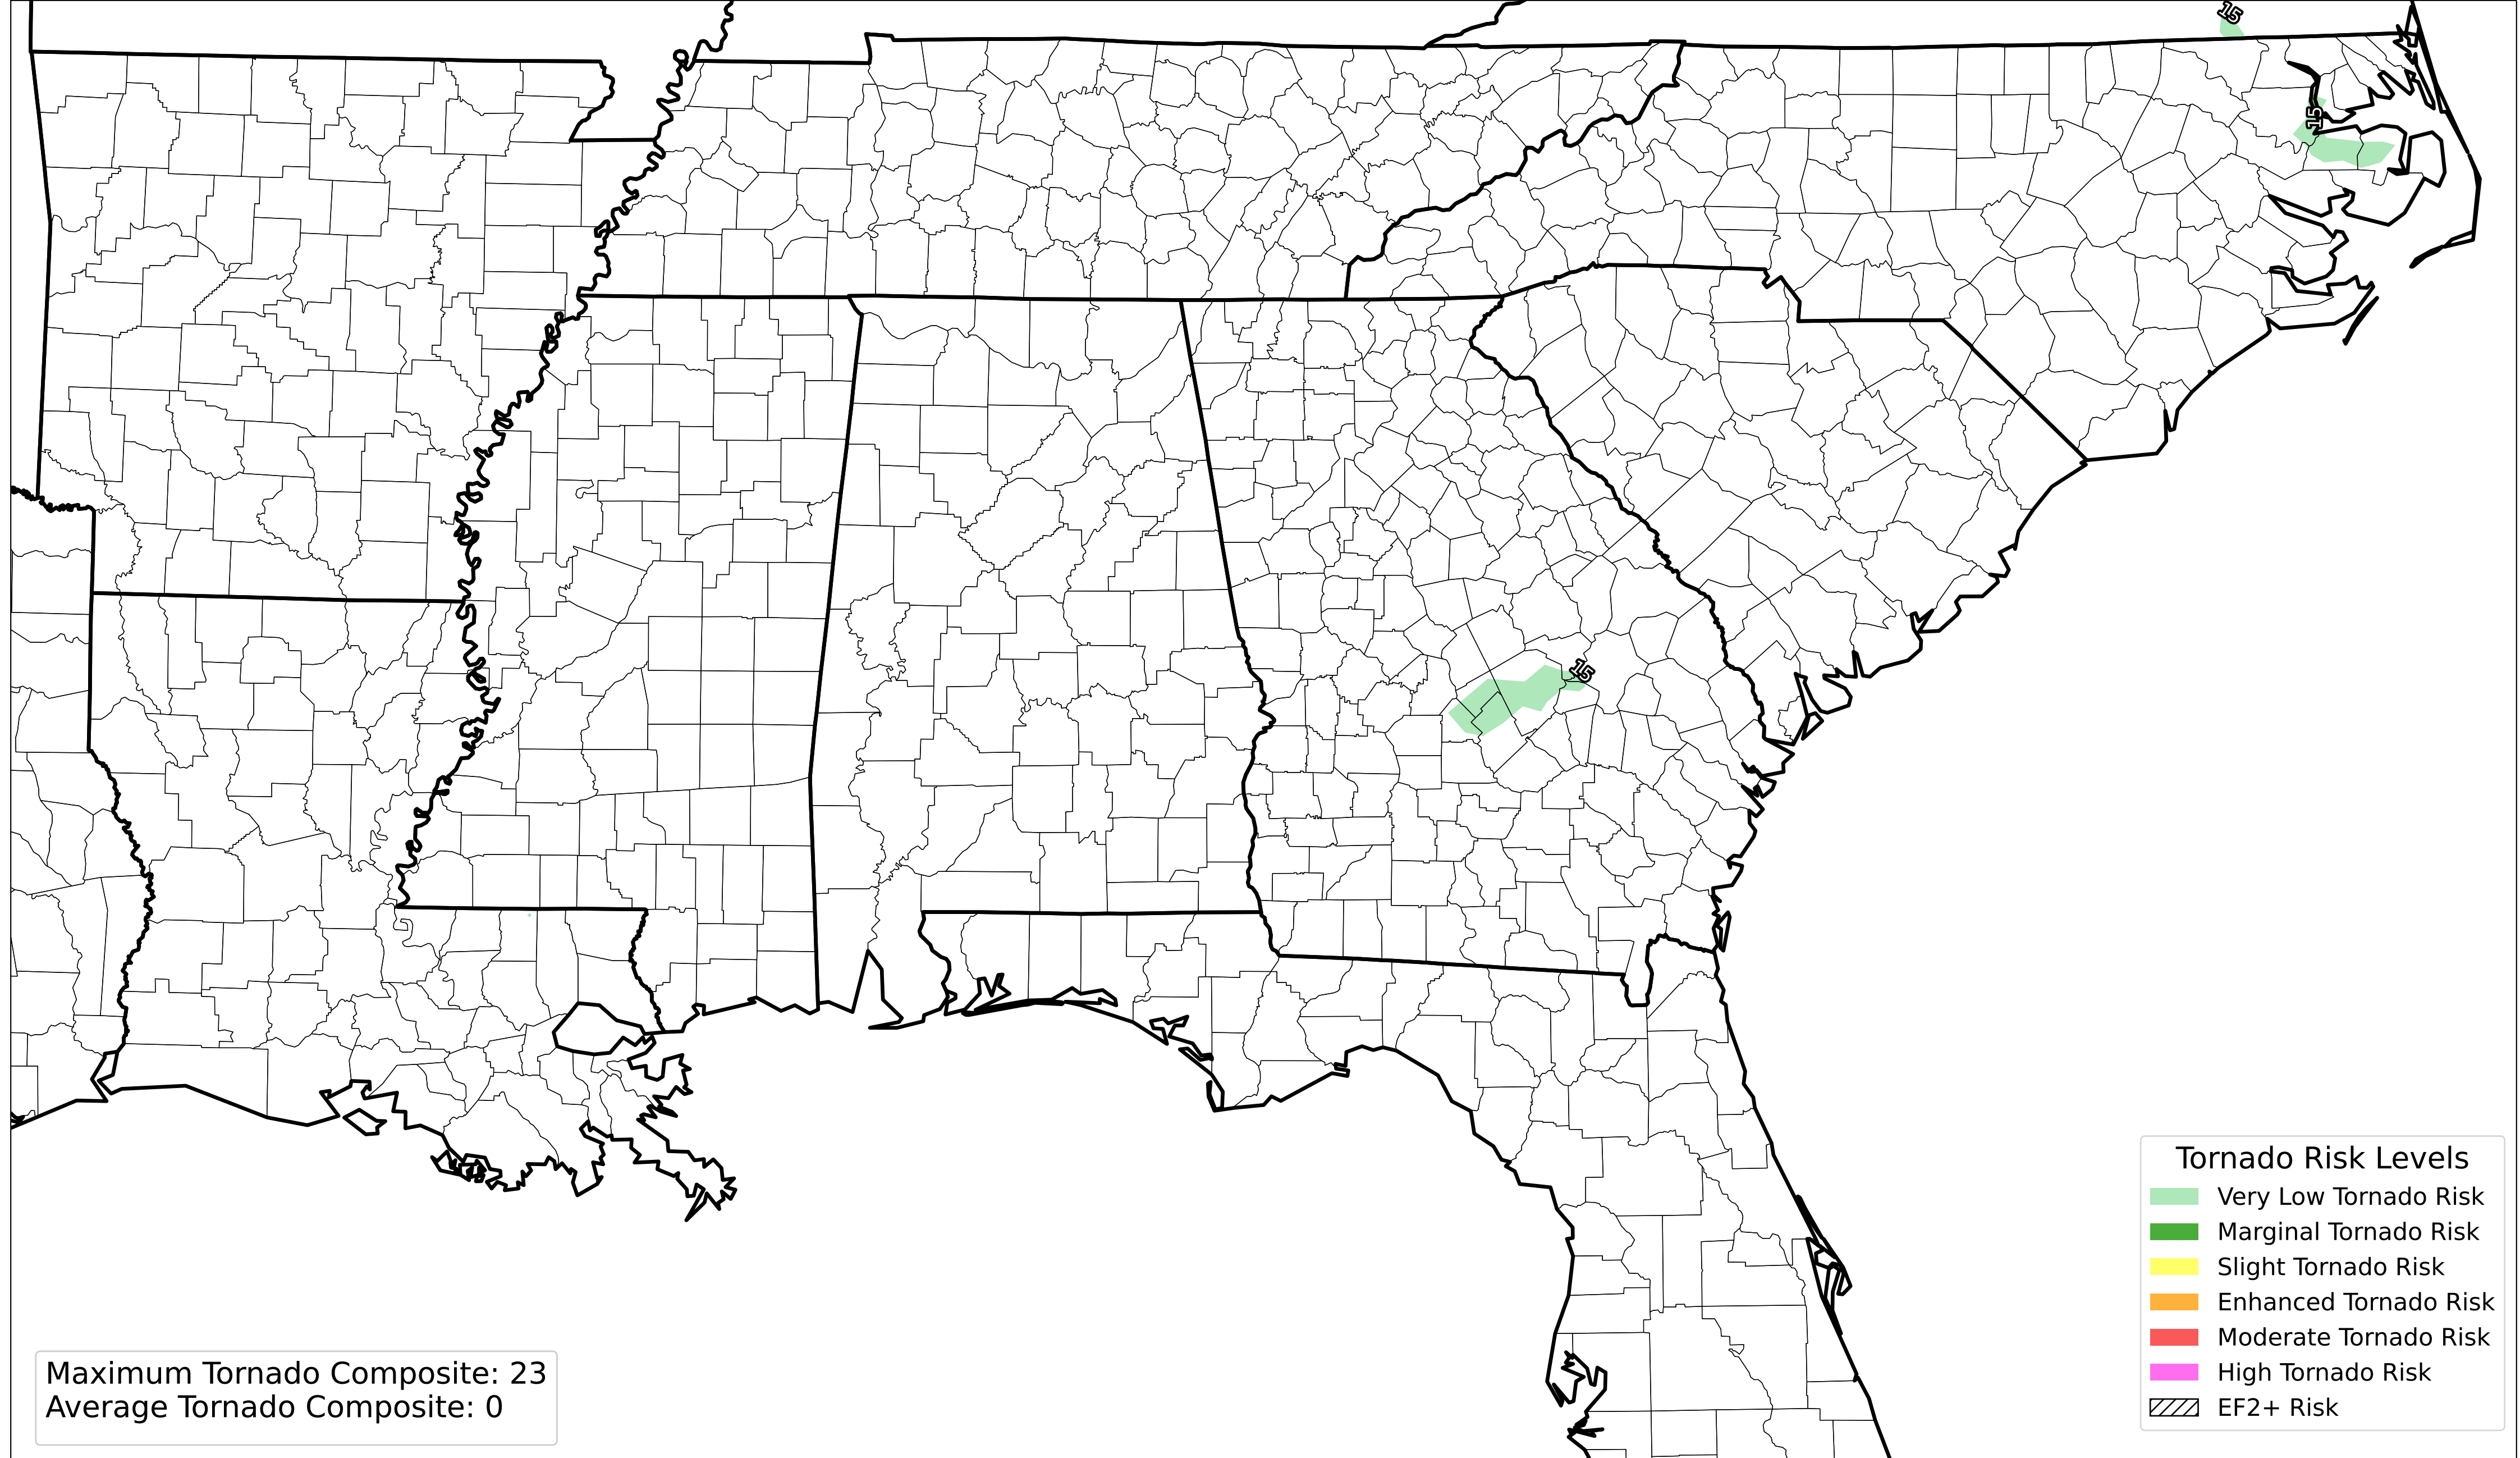 15
15
15
Tornado Risk Levels
Very Low Tornado Risk
Marginal Tornado Risk
Slight Tornado Risk
Enhanced Tornado Risk
Moderate Tornado Risk
High Tornado Risk
EF2+ Risk
Maximum Tornado Composite: 23
Average Tornado Composite: 0